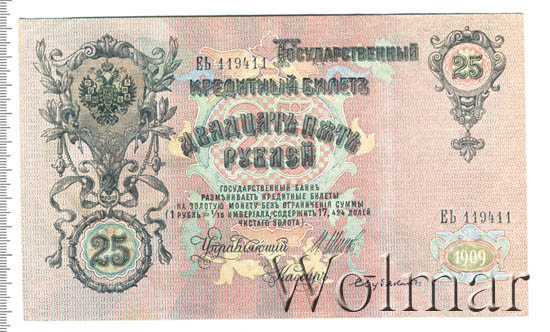 ГОСУДАРСТВЕННЫЙ
ЕЬ 119411
25
КРЕДИТНЫЙ БИЛЕТЪ
ДВАДЦАТЬ ПЯТЬ
РУБЛЕЙ
ГОСУДАРСТВЕННЫЙ БАНКЪ
РАЗМѢНИВАЕТЪ КРЕДИТНЫЕ БИЛЕТЫ
НА ЗОЛОТУЮ МОНЕТУ БЕЗЪ ОГРАНИЧЕНІЯ СУММЫ
(1 РУБЛЬ = 1/15 ИМПЕРІАЛА, СОДЕРЖИТЪ 17,424 ДОЛЕЙ
ЧИСТАГО ЗОЛОТА).
ЕЬ 119411
Управляющій
25
Кассиръ
1909
Wolmar